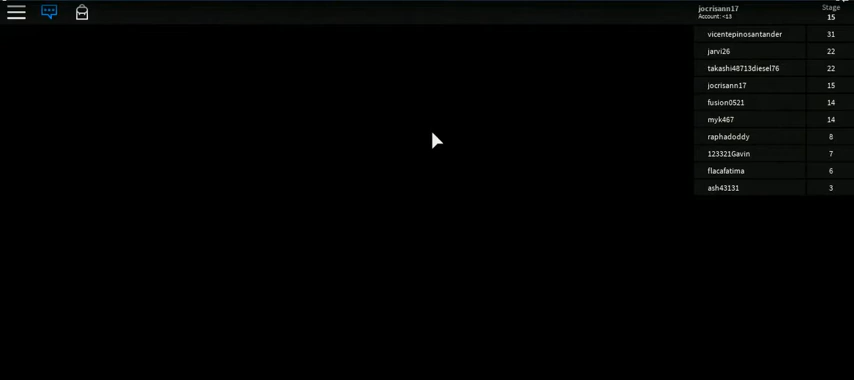 jocrisann17 Stage
Account: <13 15
vicentepinosantander 31
jarvi26 22
takashi48713diesel76 22
jocrisann17 15
fusion0521 14
myk467 14
raphadoddy 8
123321Gavin 7
flacafatima 6
ash43131 3